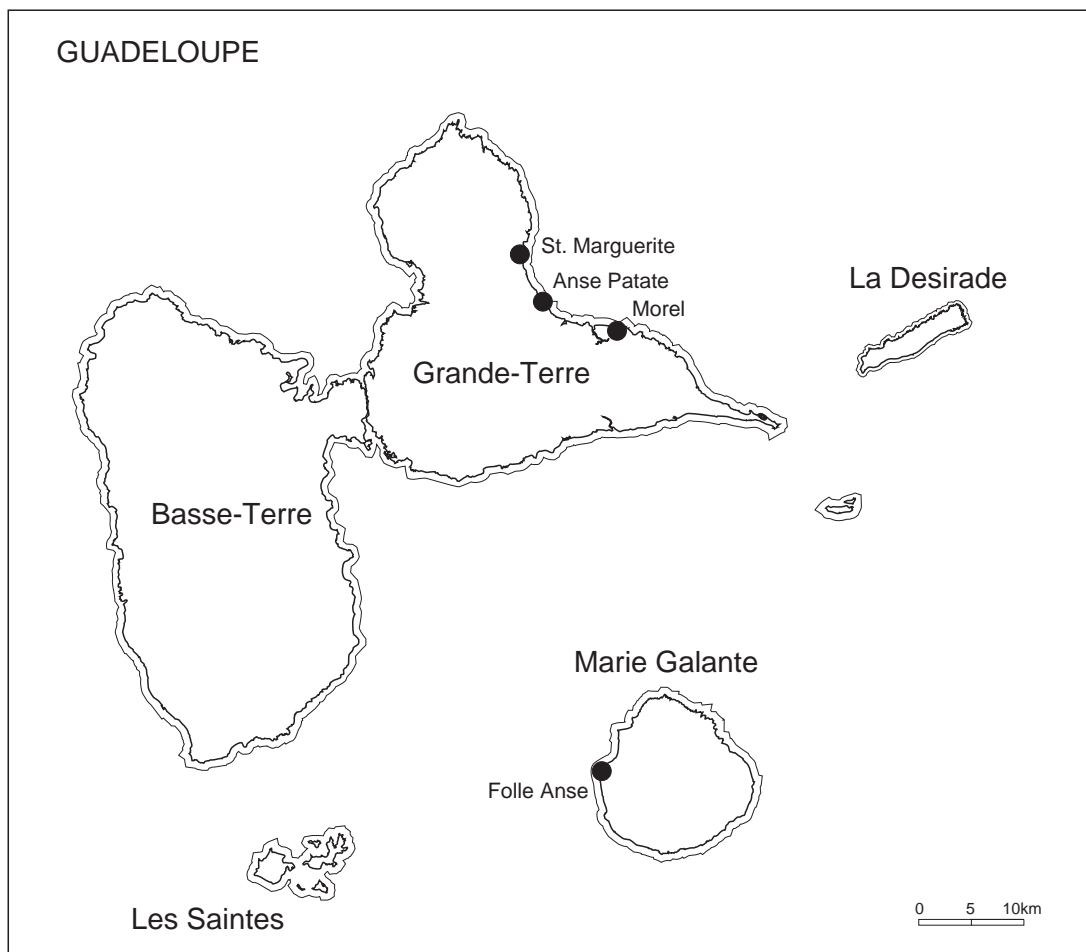 GUADELOUPE
St. Marguerite
Anse Patate
La Desirade
Morel
Grande-Terre
Basse-Terre
Marie Galante
Folle Anse
Les Saintes
0 5 10km